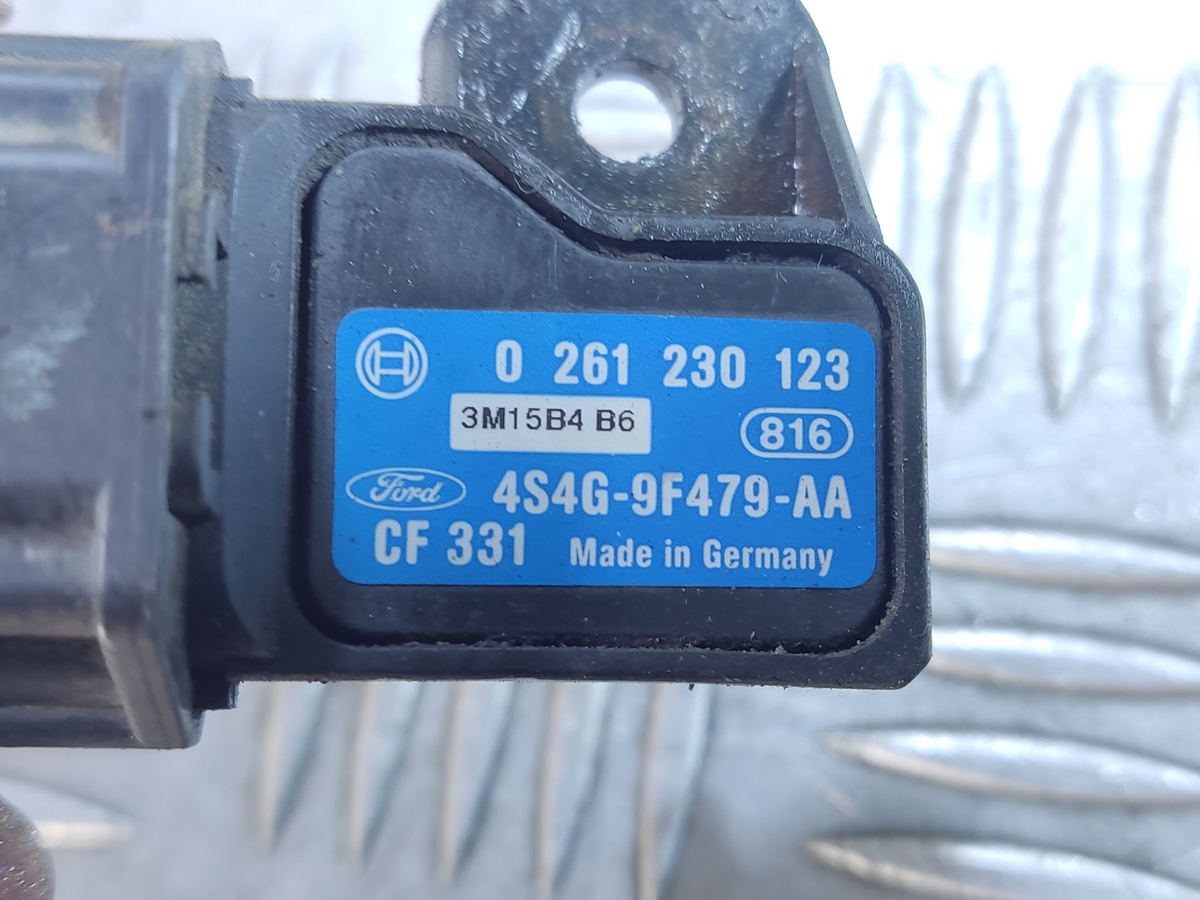 0 261 230 123
3M15B4 B6
816
Ford 4S4G-9F479-AA
CF 331 Made in Germany